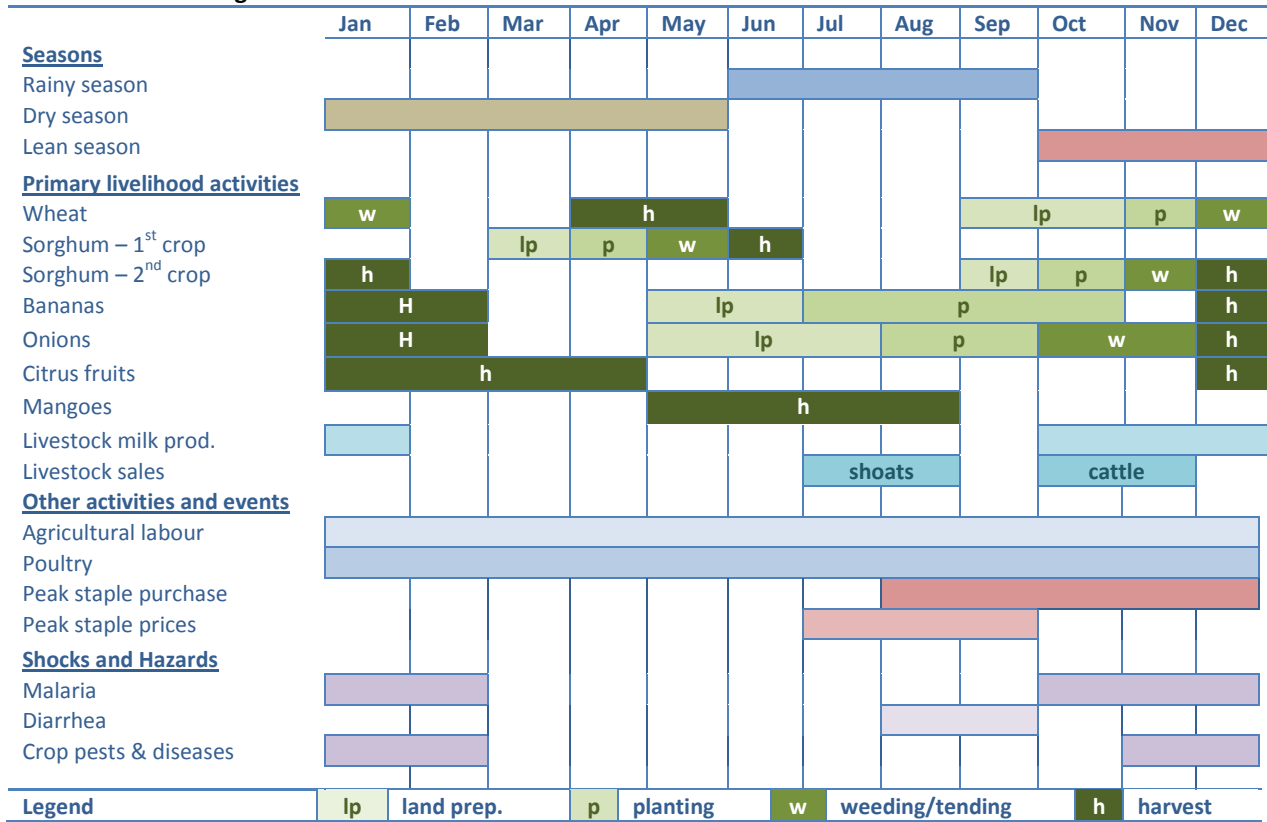 Jan Feb Mar Apr May Jun Jul Aug Sep Oct Nov Dec
Seasons
Rainy season
Dry season
Lean season
Primary livelihood activities
Wheat w h lp p w
Sorghum – 1st crop lp p w h
Sorghum – 2nd crop h lp p w h
Bananas H lp p h
Onions H lp p w h
Citrus fruits h h
Mangoes h
Livestock milk prod.
Livestock sales shoats cattle
Other activities and events
Agricultural labour
Poultry
Peak staple purchase
Peak staple prices
Shocks and Hazards
Malaria
Diarrhea
Crop pests & diseases
Legend lp land prep. p planting w weeding/tending h harvest